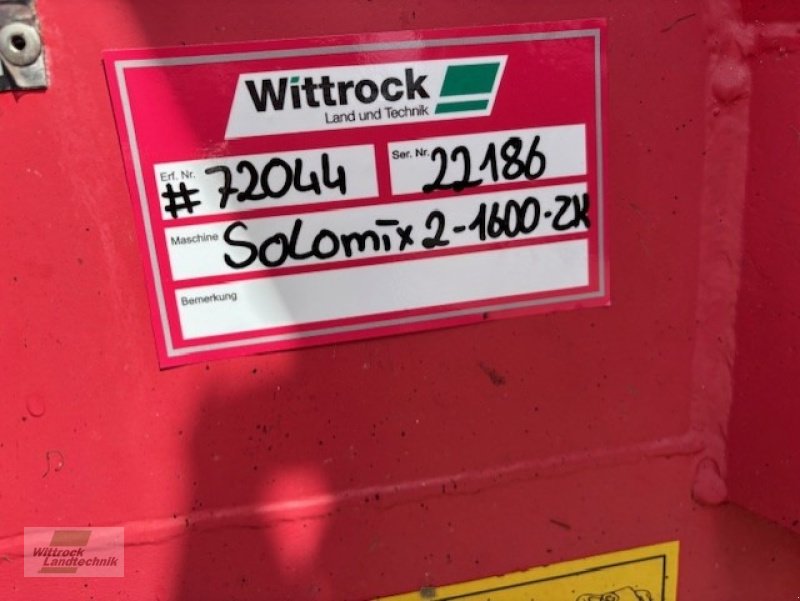 Wittrock
Land und Technik
Erf. Nr. #72044
Ser. Nr. 22186
Maschine Solomix 2-1600-ZK
Bemerkung
Wittrock
Landtechnik